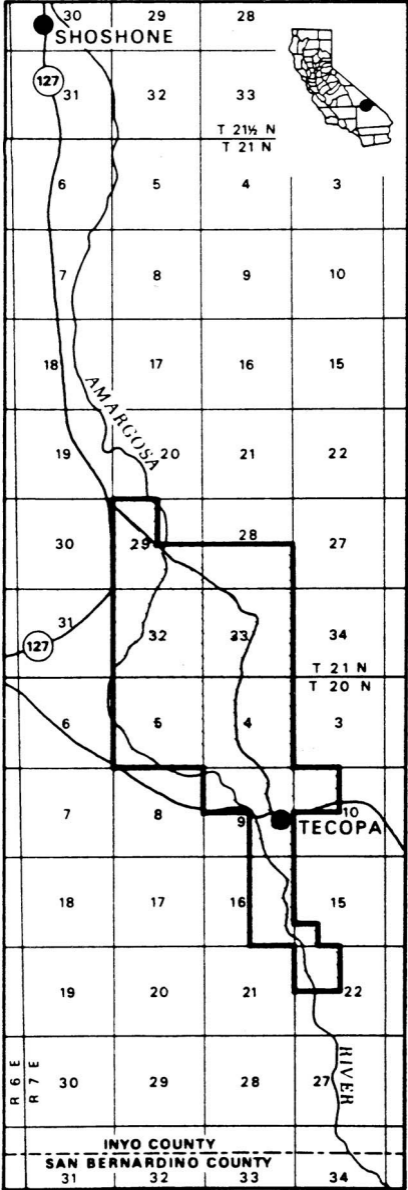 30 29 28
SHOSHONE
127
31 32 33
T 21½ N
T 21 N
6 5 4 3
7 8 9 10
18 17 16 15
AMARGOSA
19 20 21 22
30 29 28 27
31 32 33 34
127
T 21 N
T 20 N
6 5 4 3
7 8 9 10
TECOPA
18 17 16 15
19 20 21 22
R 6 E
R 7 E
30 29 28 27
RIVER
INYO COUNTY
SAN BERNARDINO COUNTY
31 32 33 34